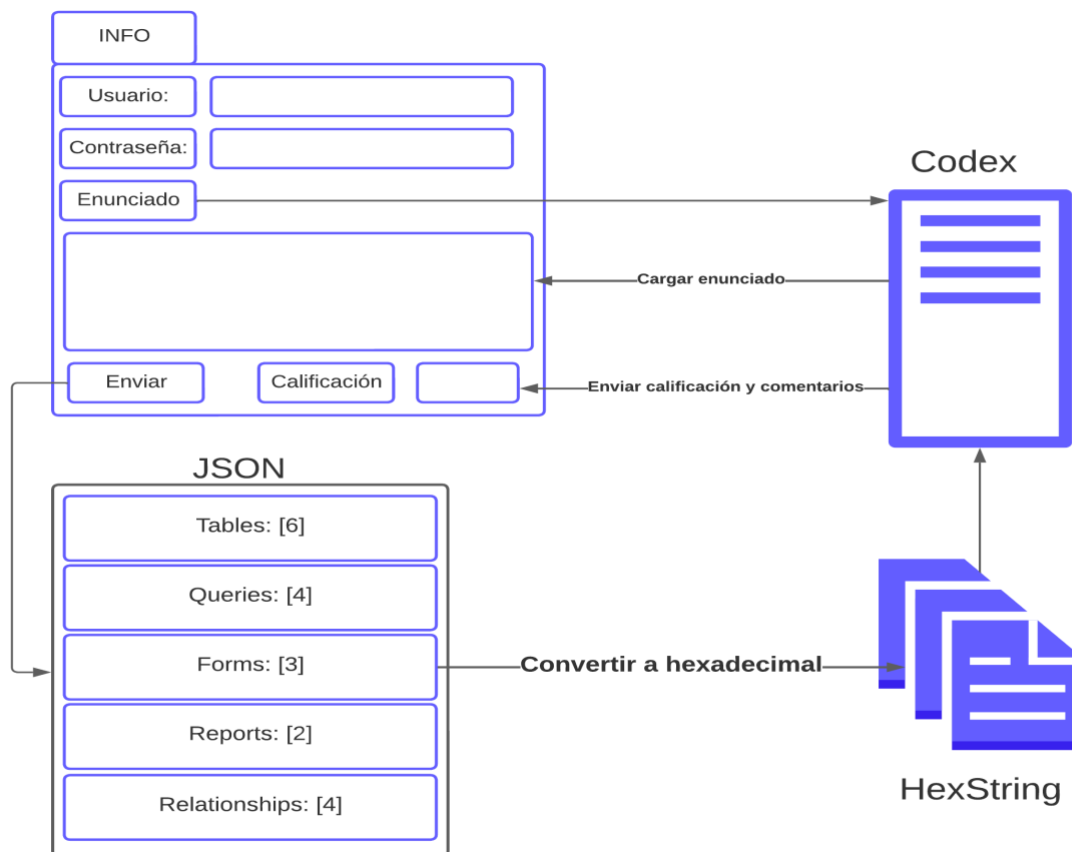 INFO
Usuario:
Contraseña:
Enunciado
Codex
Cargar enunciado
Enviar
Calificación
Enviar calificación y comentarios
JSON
Tables: [6]
Queries: [4]
Forms: [3]
Convertir a hexadecimal
Reports: [2]
Relationships: [4]
HexString